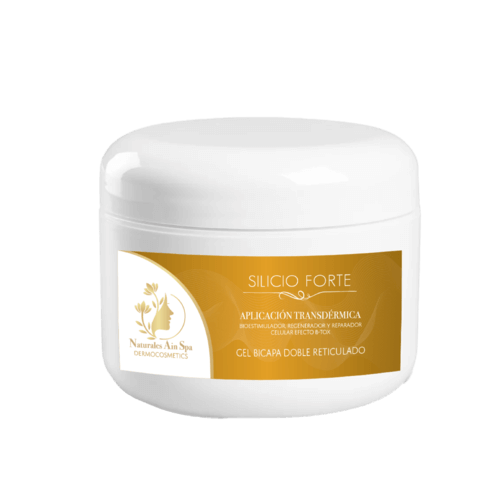 SILICIO FORTE
APLICACIÓN TRANSDÉRMICA
BIOESTIMULADOR, REGENERADOR Y REPARADOR
CELULAR EFECTO B-TOX
GEL BICAPA DOBLE RETICULADO
Naturales Ain Spa
DERMOCOSMETICS